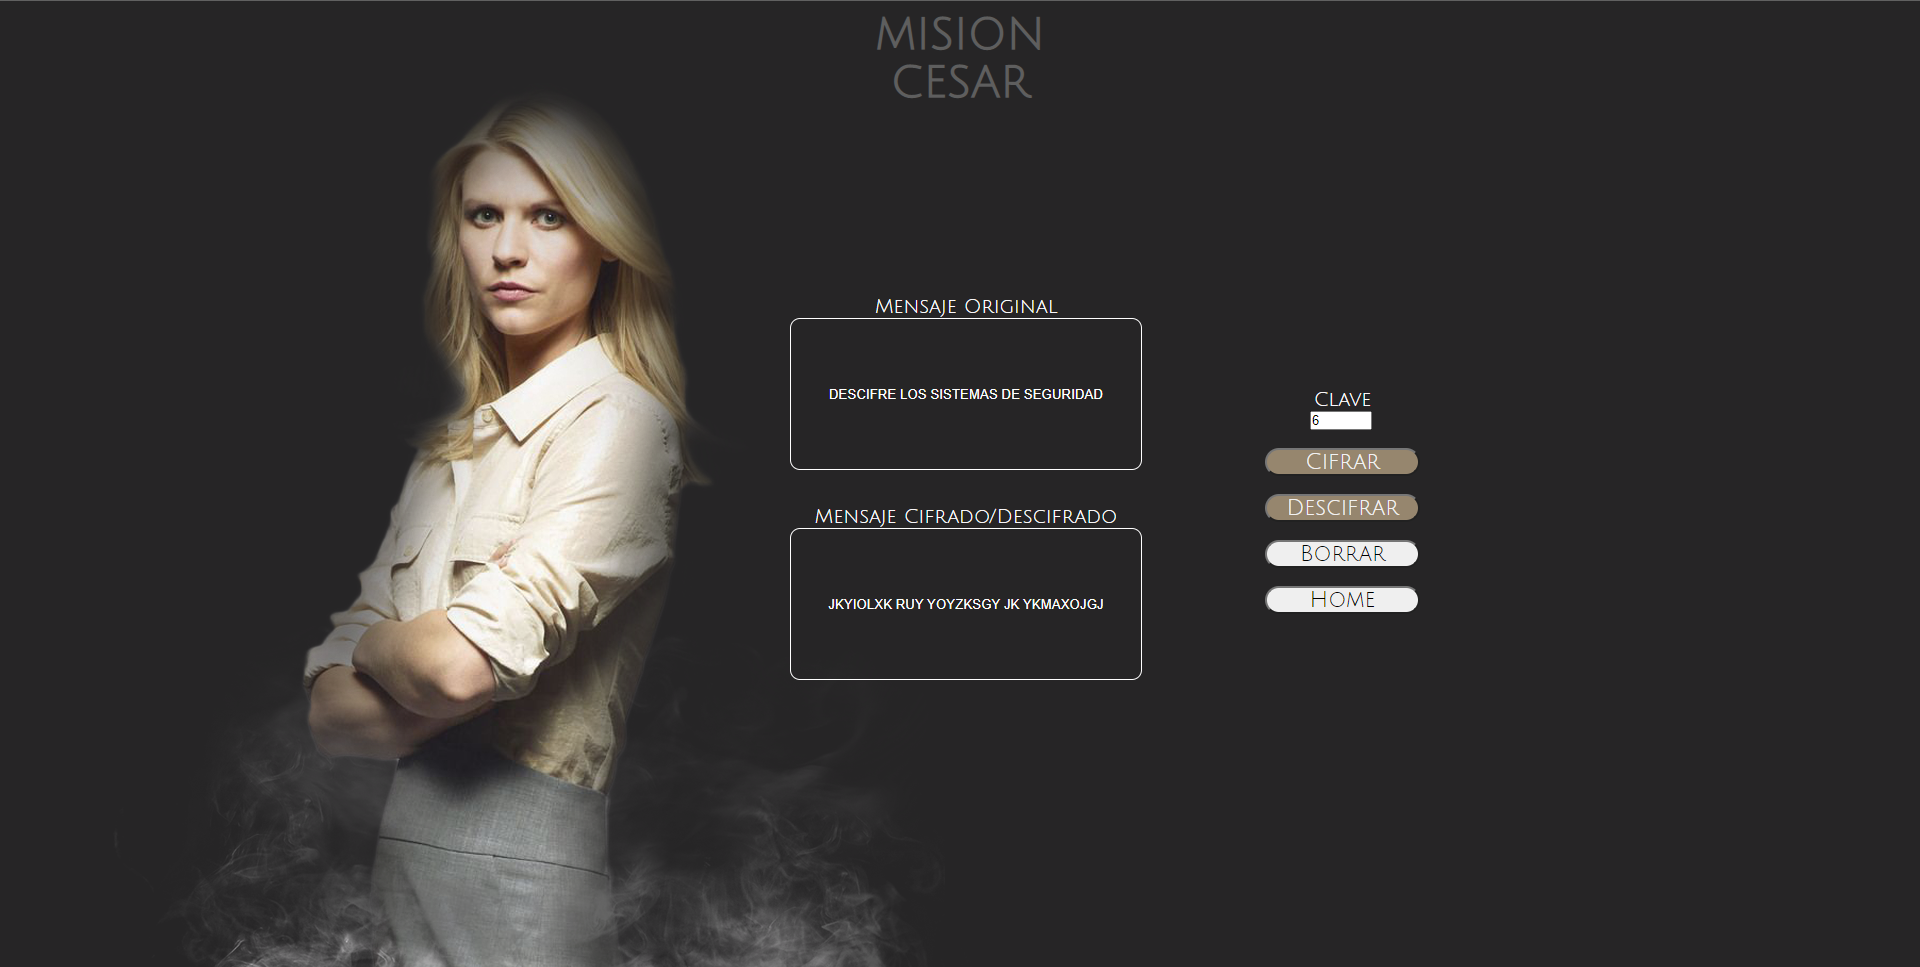 MISION
CESAR
MENSAJE ORIGINAL
DESCIFRE LOS SISTEMAS DE SEGURIDAD
CLAVE
6
CIFRAR
MENSAJE CIFRADO/DESCIFRADO
DESCIFRAR
BORRAR
JKYIOLXK RUY YOYZKSGY JK YKMAXOJGJ
HOME